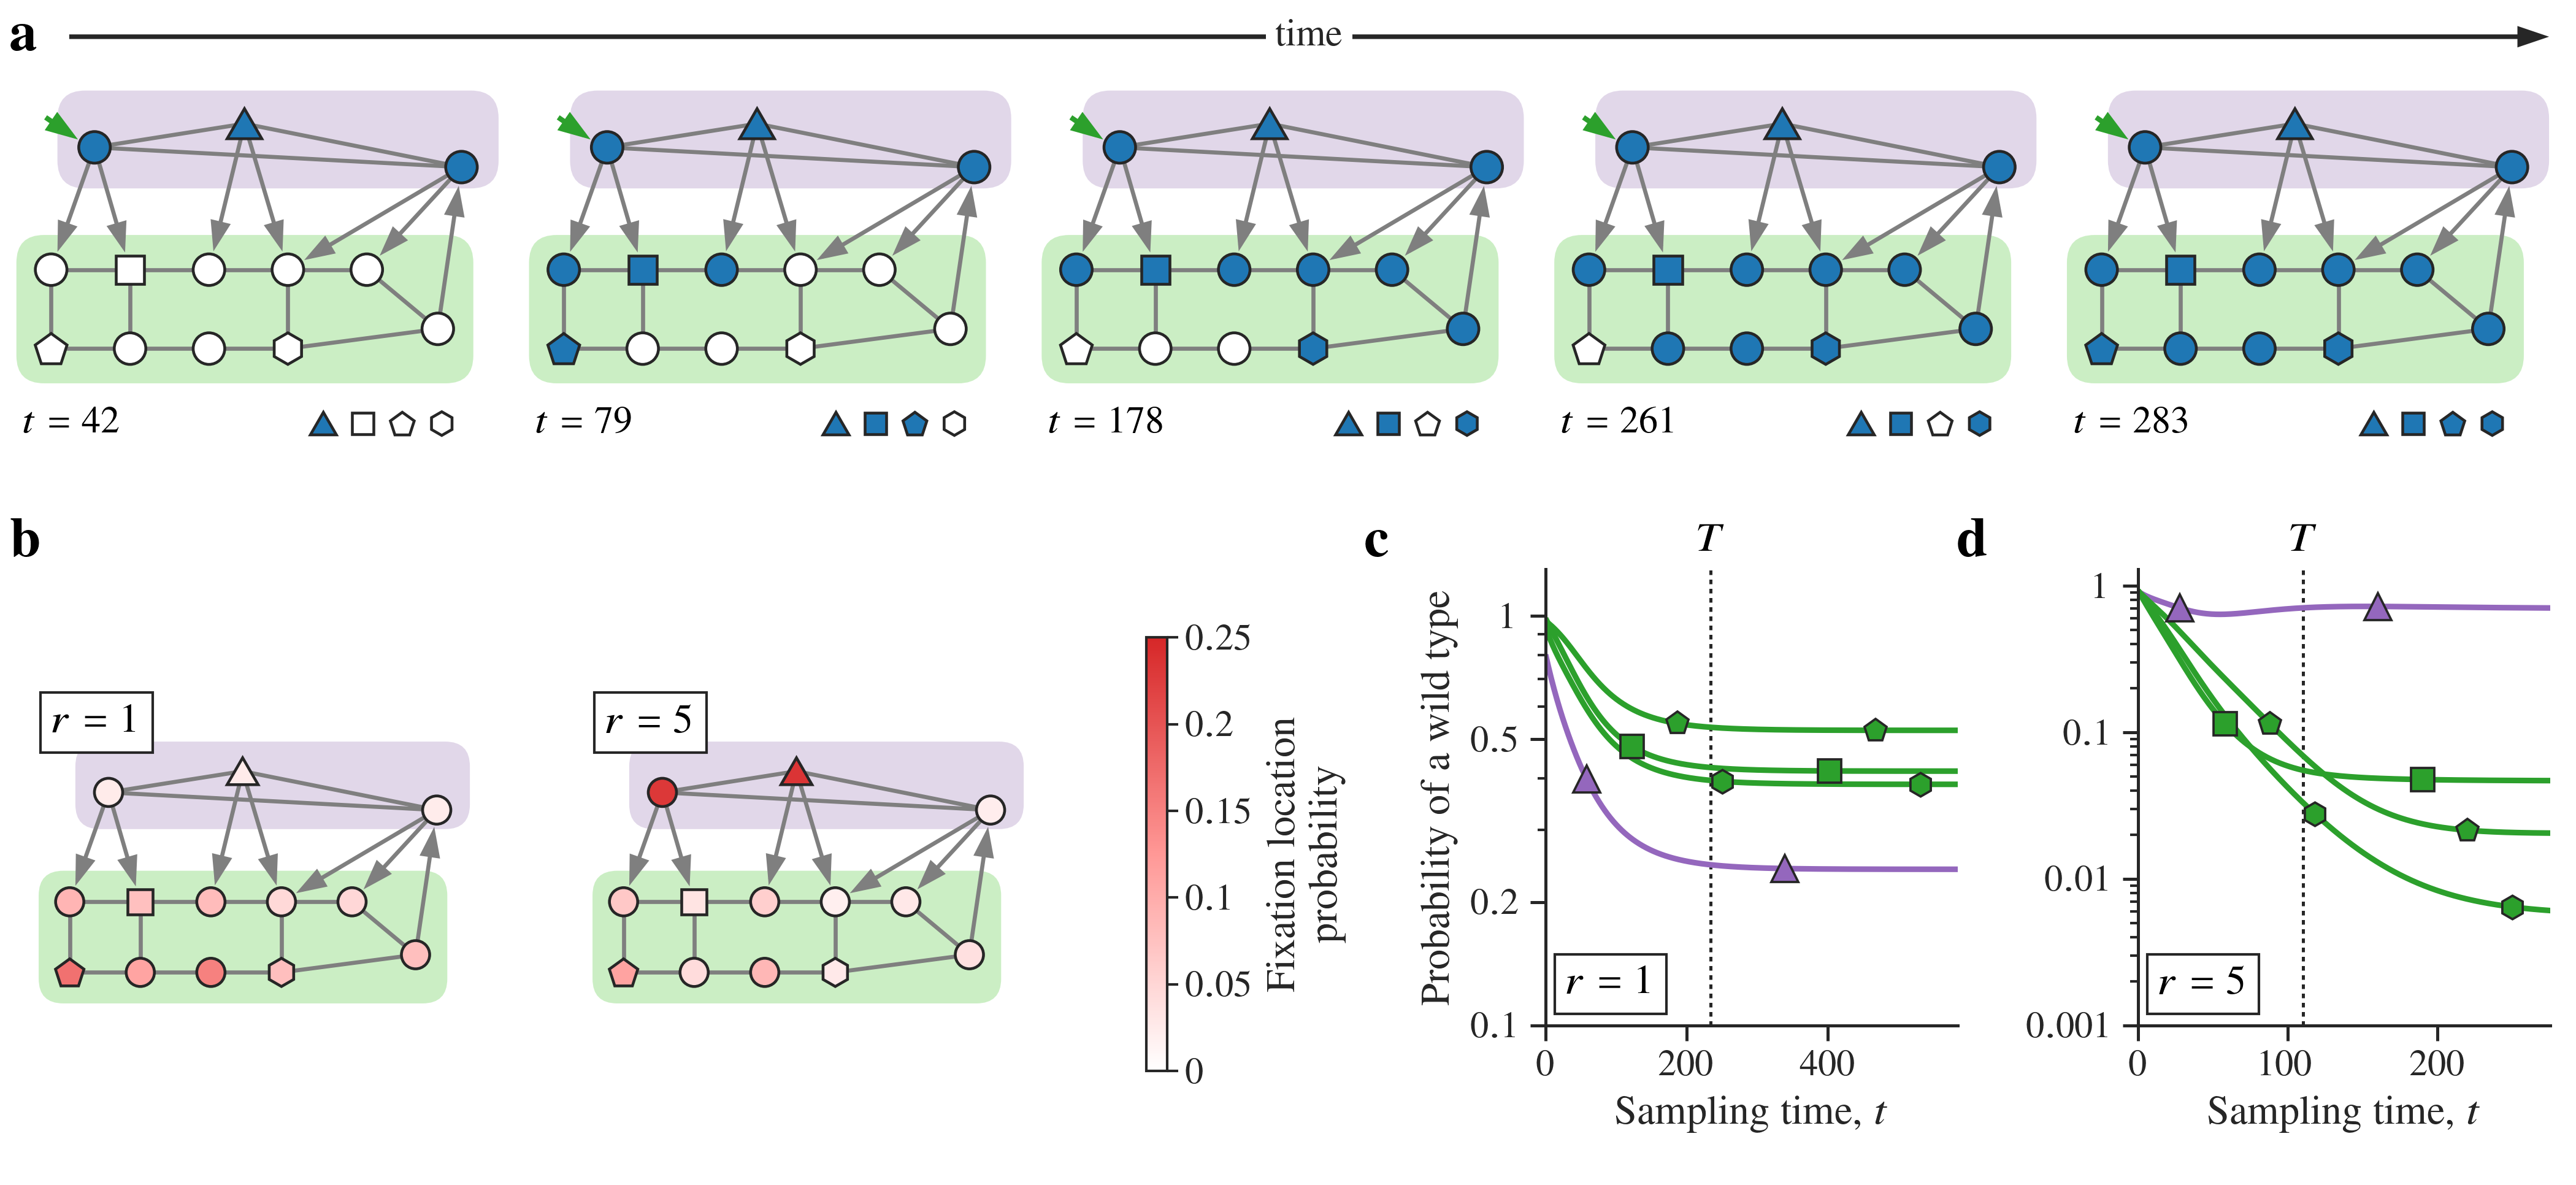 a
time
t = 42
t = 79
t = 178
t = 261
t = 283
b
r = 1
r = 5
0.25
0.2
0.15
0.1
0.05
0
Fixation location
probability
c
T
Probability of a wild type
1
0.5
0.2
0.1
r = 1
0
200
400
Sampling time, t
d
T
1
0.1
0.01
0.001
r = 5
0
100
200
Sampling time, t